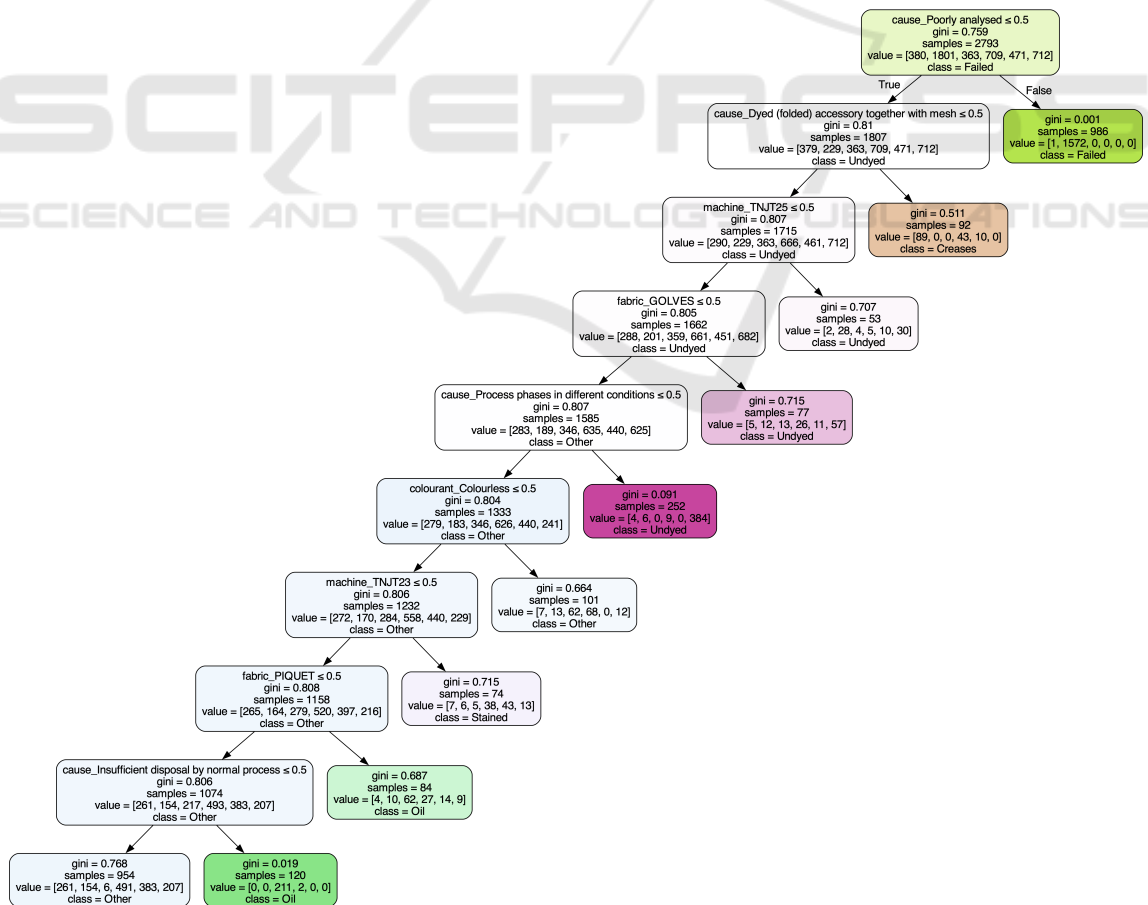 cause_Poorly analysed ≤ 0.5
gini = 0.759
samples = 2793
value = [380, 1801, 363, 709, 471, 712]
class = Failed
True
False
cause_Dyed (folded) accessory together with mesh ≤ 0.5
gini = 0.81
samples = 1807
value = [379, 229, 363, 709, 471, 712]
class = Undyed
gini = 0.001
samples = 986
value = [1, 1572, 0, 0, 0, 0]
class = Failed
SCITEPRESS
SCIENCE AND TECHNOLOGY PUBLICATIONS
machine_TNJT25 ≤ 0.5
gini = 0.807
samples = 1715
value = [290, 229, 363, 666, 461, 712]
class = Undyed
gini = 0.511
samples = 92
value = [89, 0, 0, 43, 10, 0]
class = Creases
fabric_GOLVES ≤ 0.5
gini = 0.805
samples = 1662
value = [288, 201, 359, 661, 451, 682]
class = Undyed
gini = 0.707
samples = 53
value = [2, 28, 4, 5, 10, 30]
class = Undyed
cause_Process phases in different conditions ≤ 0.5
gini = 0.807
samples = 1585
value = [283, 189, 346, 635, 440, 625]
class = Other
gini = 0.715
samples = 77
value = [5, 12, 13, 26, 11, 57]
class = Undyed
colourant_Colourless ≤ 0.5
gini = 0.804
samples = 1333
value = [279, 183, 346, 626, 440, 241]
class = Other
gini = 0.091
samples = 252
value = [4, 6, 0, 9, 0, 384]
class = Undyed
machine_TNJT23 ≤ 0.5
gini = 0.806
samples = 1232
value = [272, 170, 284, 558, 440, 229]
class = Other
gini = 0.664
samples = 101
value = [7, 13, 62, 68, 0, 12]
class = Other
fabric_PIQUET ≤ 0.5
gini = 0.808
samples = 1158
value = [265, 164, 279, 520, 397, 216]
class = Other
gini = 0.715
samples = 74
value = [7, 6, 5, 38, 43, 13]
class = Stained
cause_Insufficient disposal by normal process ≤ 0.5
gini = 0.806
samples = 1074
value = [261, 154, 217, 493, 383, 207]
class = Other
gini = 0.687
samples = 84
value = [4, 10, 62, 27, 14, 9]
class = Oil
gini = 0.768
samples = 954
value = [261, 154, 6, 491, 383, 207]
class = Other
gini = 0.019
samples = 120
value = [0, 0, 211, 2, 0, 0]
class = Oil